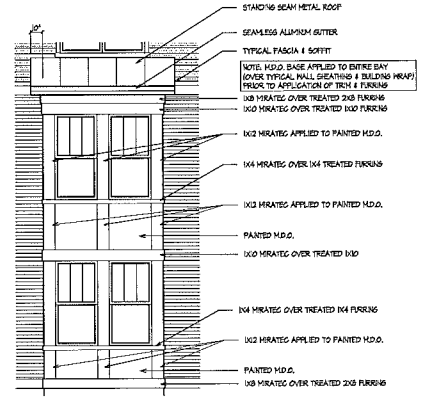 10"
STANDING SEAM METAL ROOF
SEAMLESS ALUMINUM GUTTER
TYPICAL FASCIA & SOFFIT
NOTE: M.D.O. BASE APPLIED TO ENTIRE BAY
(OVER TYPICAL WALL SHEATHING & BUILDING WRAP)
PRIOR TO APPLICATION OF TRIM & FURRING
1X8 MIRATEC OVER TREATED 2X8 FURRING
1X10 MIRATEC OVER TREATED 1X10 FURRING
1X12 MIRATEC APPLIED TO PAINTED M.D.O.
1X4 MIRATEC OVER 1X4 TREATED FURRING
1X12 MIRATEC APPLIED TO PAINTED M.D.O.
PAINTED M.D.O.
1X10 MIRATEC OVER TREATED 1X10
1X4 MIRATEC OVER TREATED 1X4 FURRING
1X12 MIRATEC APPLIED TO PAINTED M.D.O.
PAINTED M.D.O.
1X8 MIRATEC OVER TREATED 2X8 FURRING